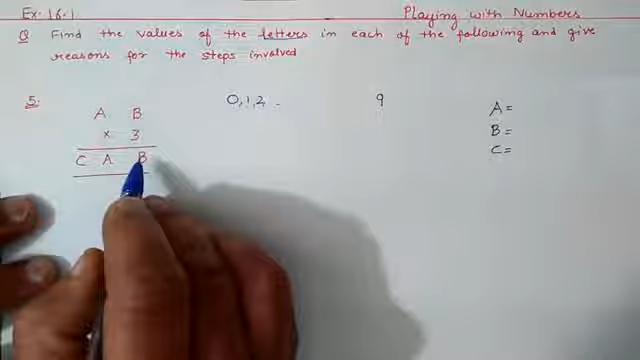 Ex. 16.1
Playing with Numbers
Q Find the values of the letters in each of the following and give
reasons for the steps involved
5.
A B
× 3
C A B
0,1,2
9
A=
B=
C=